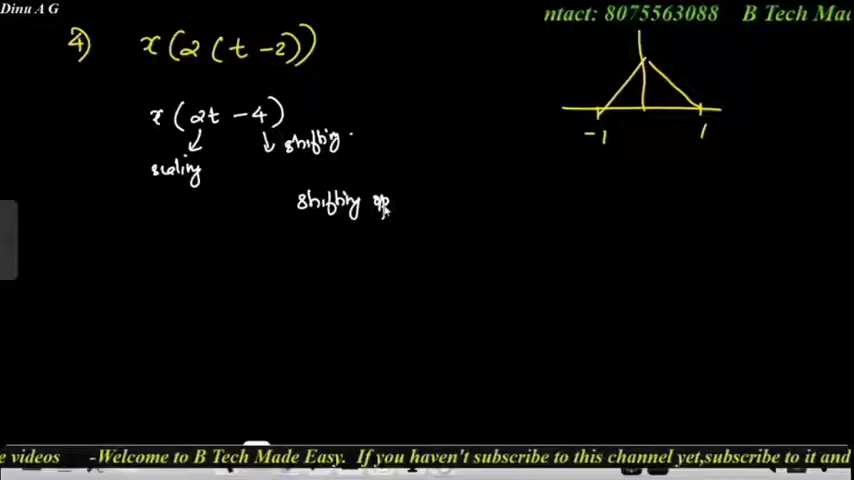 Dinu A G
ntact: 8075563088 B Tech Mad
4) x(2(t-2))
x(2t-4)
shifting.
scaling
shifting op
-1 1
e videos -Welcome to B Tech Made Easy. If you haven't subscribe to this channel yet,subscribe to it and